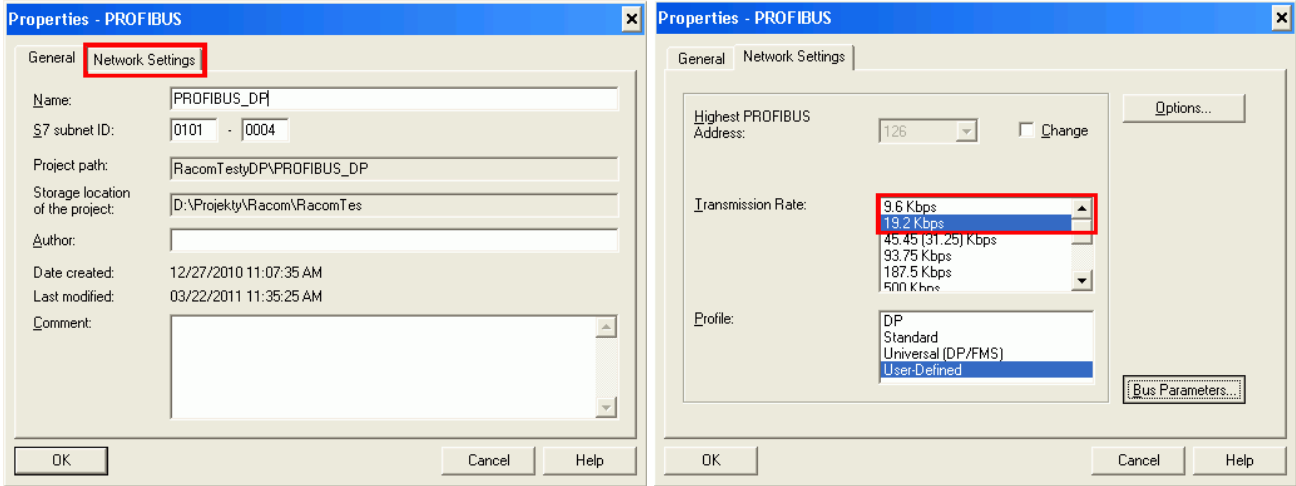 Properties - PROFIBUS
General Network Settings
Name: PROFIBUS_DP
S7 subnet ID: 0101 - 0004
Project path: RacomTestyDP\PROFIBUS_DP
Storage location
of the project: D:\Projekty\Racom\RacomTes
Author:
Date created: 12/27/2010 11:07:35 AM
Last modified: 03/22/2011 11:35:25 AM
Comment:
OK Cancel Help
Properties - PROFIBUS
General Network Settings
Highest PROFIBUS
Address: 126 Change
Options...
Transmission Rate: 9.6 Kbps
19.2 Kbps
45.45 (31.25) Kbps
93.75 Kbps
187.5 Kbps
500 Kbps
Profile: DP
Standard
Universal (DP/FMS)
User-Defined
Bus Parameters...
OK Cancel Help